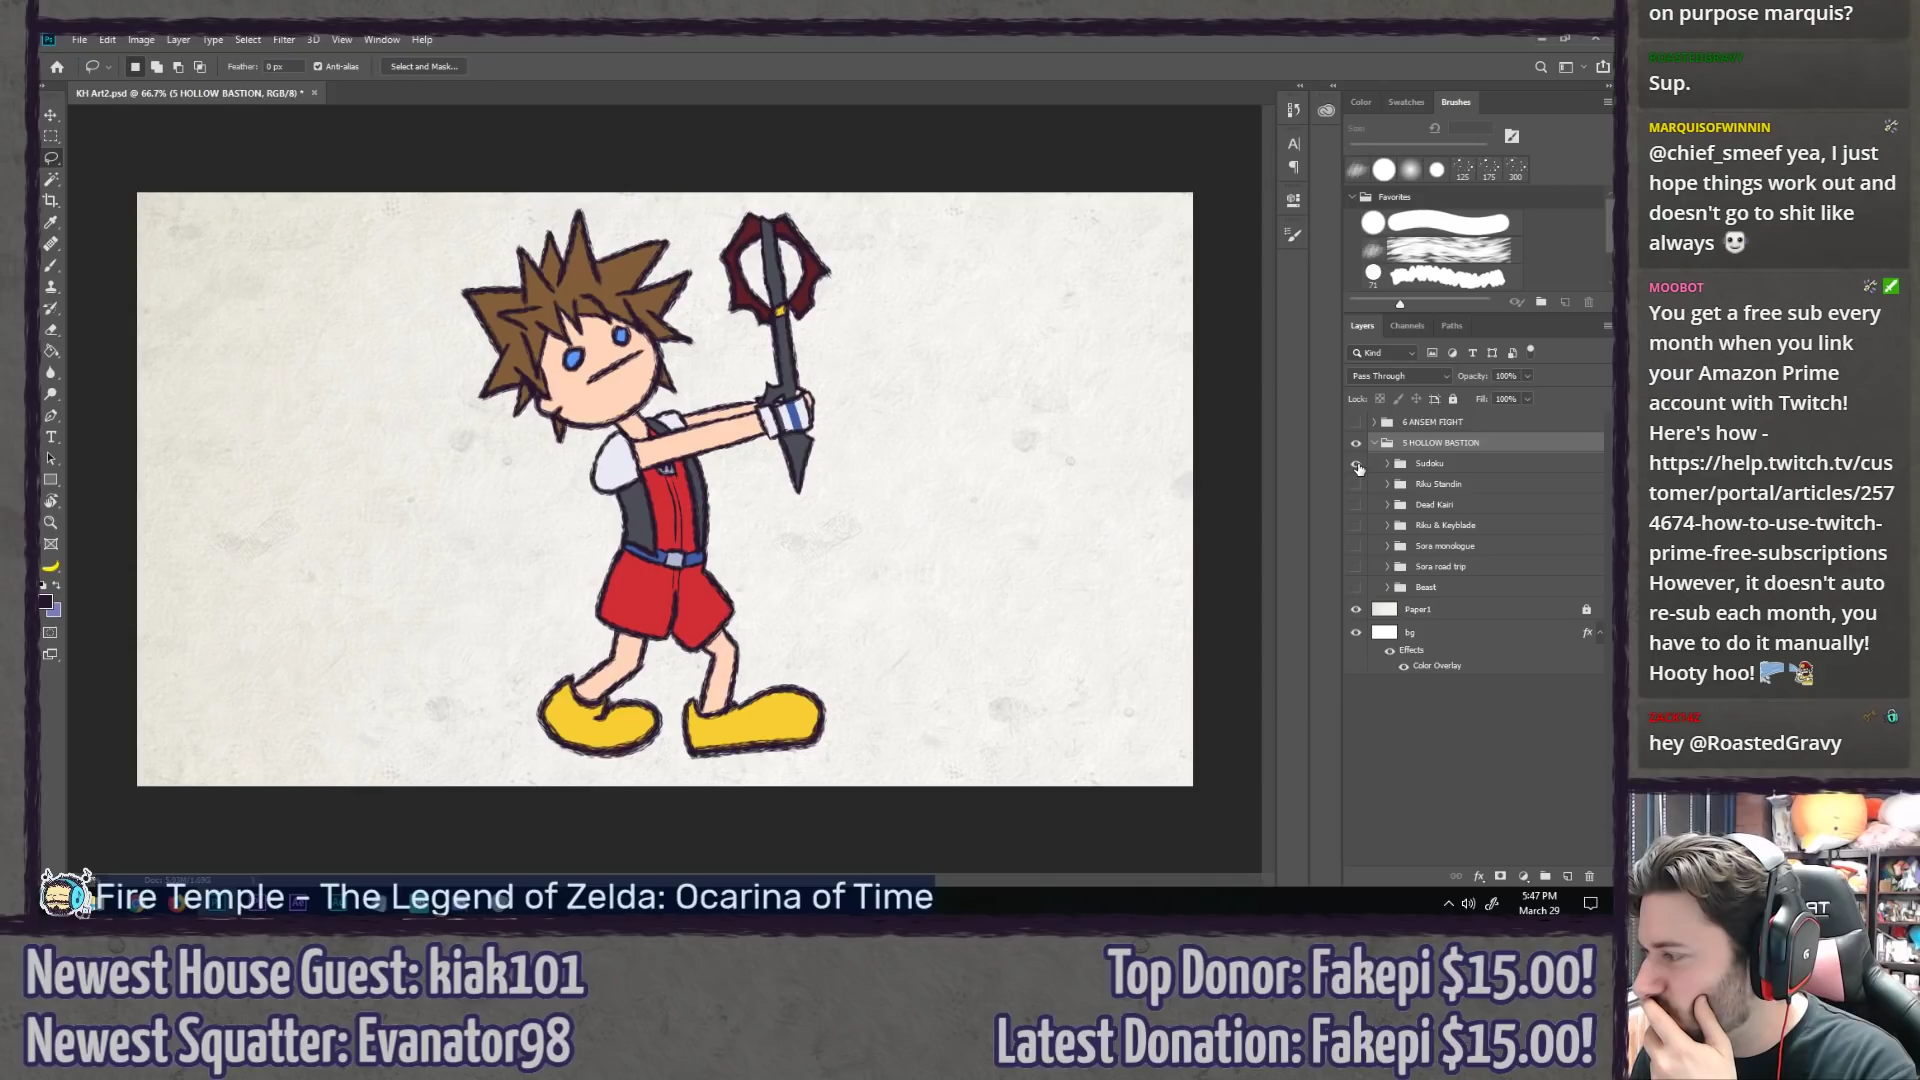 File Edit Image Layer Type Select Filter 3D View Window Help
Feather: 0 px Anti-alias Select and Mask...
KH Art2.psd @ 66.7% (5 HOLLOW BASTION, RGB/8) *
Color Swatches Brushes
Size:
125 175 300
Favorites
71
Layers Channels Paths
Kind
Pass Through Opacity: 100%
Lock: Fill: 100%
6 ANSEM FIGHT
5 HOLLOW BASTION
Sudoku
Riku Standin
Dead Kairi
Riku & Keyblade
Sora monologue
Sora road trip
Beast
Paper1
bg fx
Effects
Color Overlay
5:47 PM
March 29
Fire Temple - The Legend of Zelda: Ocarina of Time
Newest House Guest: kiak101
Newest Squatter: Evanator98
Top Donor: Fakepi $15.00!
Latest Donation: Fakepi $15.00!
on purpose marquis?
ROASTEDGRAVY
Sup.
MARQUISOFWINNIN
@chief_smeef yea, I just
hope things work out and
doesn't go to shit like
always
MOOBOT
You get a free sub every
month when you link
your Amazon Prime
account with Twitch!
Here's how -
https://help.twitch.tv/cus
tomer/portal/articles/257
4674-how-to-use-twitch-
prime-free-subscriptions
However, it doesn't auto
re-sub each month, you
have to do it manually!
Hooty hoo!
hey @RoastedGravy